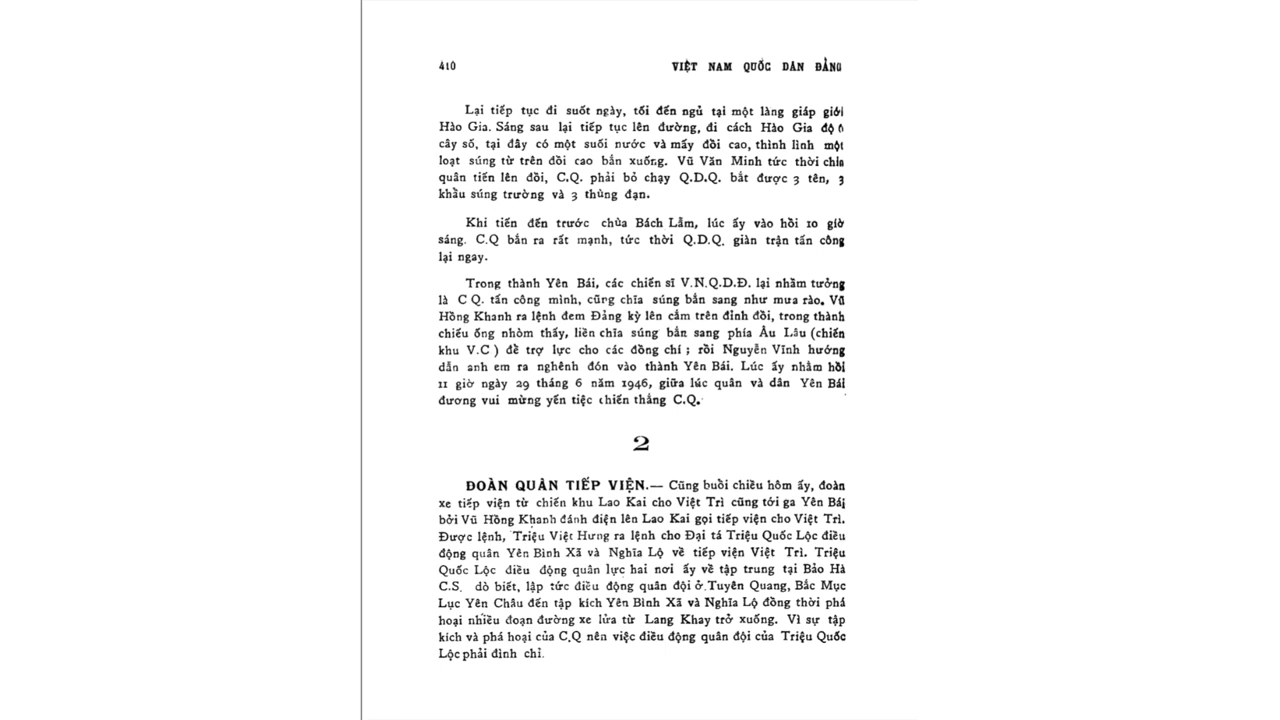 410 VIỆT NAM QUỐC DÂN ĐẢNG
Lại tiếp tục đi suốt ngày, tối đến ngủ tại một làng giáp giới
Hào Gia. Sáng sau lại tiếp tục lên đường, đi cách Hào Gia độ 6
cây số, tại đây có một suối nước và mấy đồi cao, thình lình một
loạt súng từ trên đồi cao bắn xuống. Vũ Văn Minh tức thời chia
quân tiến lên đồi, C.Q. phải bỏ chạy Q.D.Q. bắt được 3 tên, 3
khẩu súng trường và 3 thùng đạn.
Khi tiến đến trước chùa Bách Lẫm, lúc ấy vào hồi 10 giờ
sáng. C.Q bắn ra rất mạnh, tức thời Q.D.Q. giàn trận tấn công
lại ngay.
Trong thành Yên Bái, các chiến sĩ V.N.Q.D.Đ. lại nhầm tưởng
là C Q. tấn công mình, cũng chĩa súng bắn sang như mưa rào. Vũ
Hồng Khanh ra lệnh đem Đảng kỳ lên cắm trên đỉnh đồi, trong thành
chiếu ống nhòm thấy, liền chĩa súng bắn sang phía Âu Lâu (chiến
khu V.C ) để trợ lực cho các đồng chí ; rồi Nguyễn Vĩnh hướng
dẫn anh em ra nghênh đón vào thành Yên Bái. Lúc ấy nhằm hồi
11 giờ ngày 29 tháng 6 năm 1946, giữa lúc quân và dân Yên Bái
đương vui mừng yến tiệc chiến thắng C.Q.
2
ĐOÀN QUÂN TIẾP VIỆN.— Cũng buổi chiều hôm ấy, đoàn
xe tiếp viện từ chiến khu Lao Kai cho Việt Trì cũng tới ga Yên Bái
bởi Vũ Hồng Khanh đánh điện lên Lao Kai gọi tiếp viện cho Việt Trì.
Được lệnh, Triệu Việt Hưng ra lệnh cho Đại tá Triệu Quốc Lộc điều
động quân Yên Bình Xã và Nghĩa Lộ về tiếp viện Việt Trì. Triệu
Quốc Lộc điều động quân lực hai nơi ấy về tập trung tại Bảo Hà
C.S. dò biết, lập tức điều động quân đội ở Tuyên Quang, Bắc Mục
Lục Yên Châu đến tập kích Yên Bình Xã và Nghĩa Lộ đồng thời phá
hoại nhiều đoạn đường xe lửa từ Lang Khay trở xuống. Vì sự tập
kích và phá hoại của C.Q nên việc điều động quân đội của Triệu Quốc
Lộc phải đình chỉ.